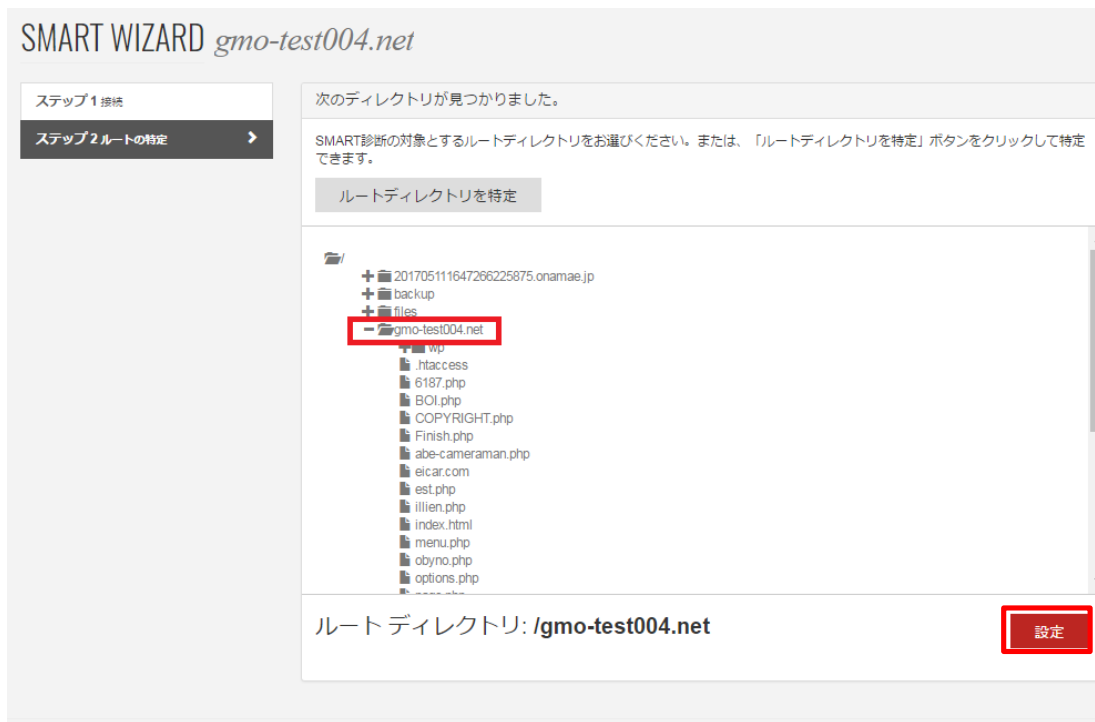 SMART WIZARD gmo-test004.net
ステップ1 接続
ステップ2 ルートの特定
次のディレクトリが見つかりました。
SMART診断の対象とするルートディレクトリをお選びください。または、「ルートディレクトリを特定」ボタンをクリックして特定
できます。
ルートディレクトリを特定
/
201705111647266225875.onamae.jp
backup
files
gmo-test004.net
wp
.htaccess
6187.php
BOI.php
COPYRIGHT.php
Finish.php
abe-cameraman.php
eicar.com
est.php
illien.php
index.html
menu.php
obyno.php
options.php
ルート ディレクトリ: /gmo-test004.net
設定